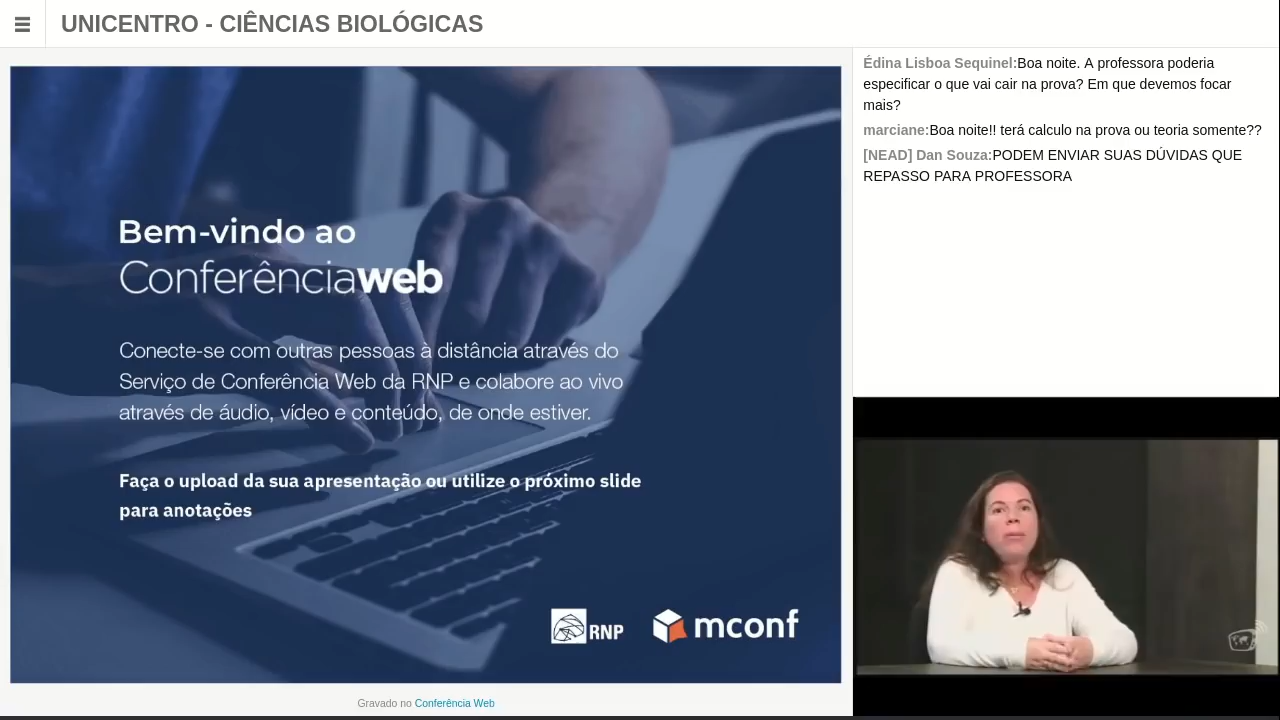 UNICENTRO - CIÊNCIAS BIOLÓGICAS
Bem-vindo ao
Conferênciaweb
Conecte-se com outras pessoas à distância através do
Serviço de Conferência Web da RNP e colabore ao vivo
através de áudio, vídeo e conteúdo, de onde estiver.
Faça o upload da sua apresentação ou utilize o próximo slide
para anotações
RNP
mconf
Gravado no Conferência Web
Édina Lisboa Sequinel:Boa noite. A professora poderia
especificar o que vai cair na prova? Em que devemos focar
mais?
marciane:Boa noite!! terá calculo na prova ou teoria somente??
[NEAD] Dan Souza:PODEM ENVIAR SUAS DÚVIDAS QUE
REPASSO PARA PROFESSORA